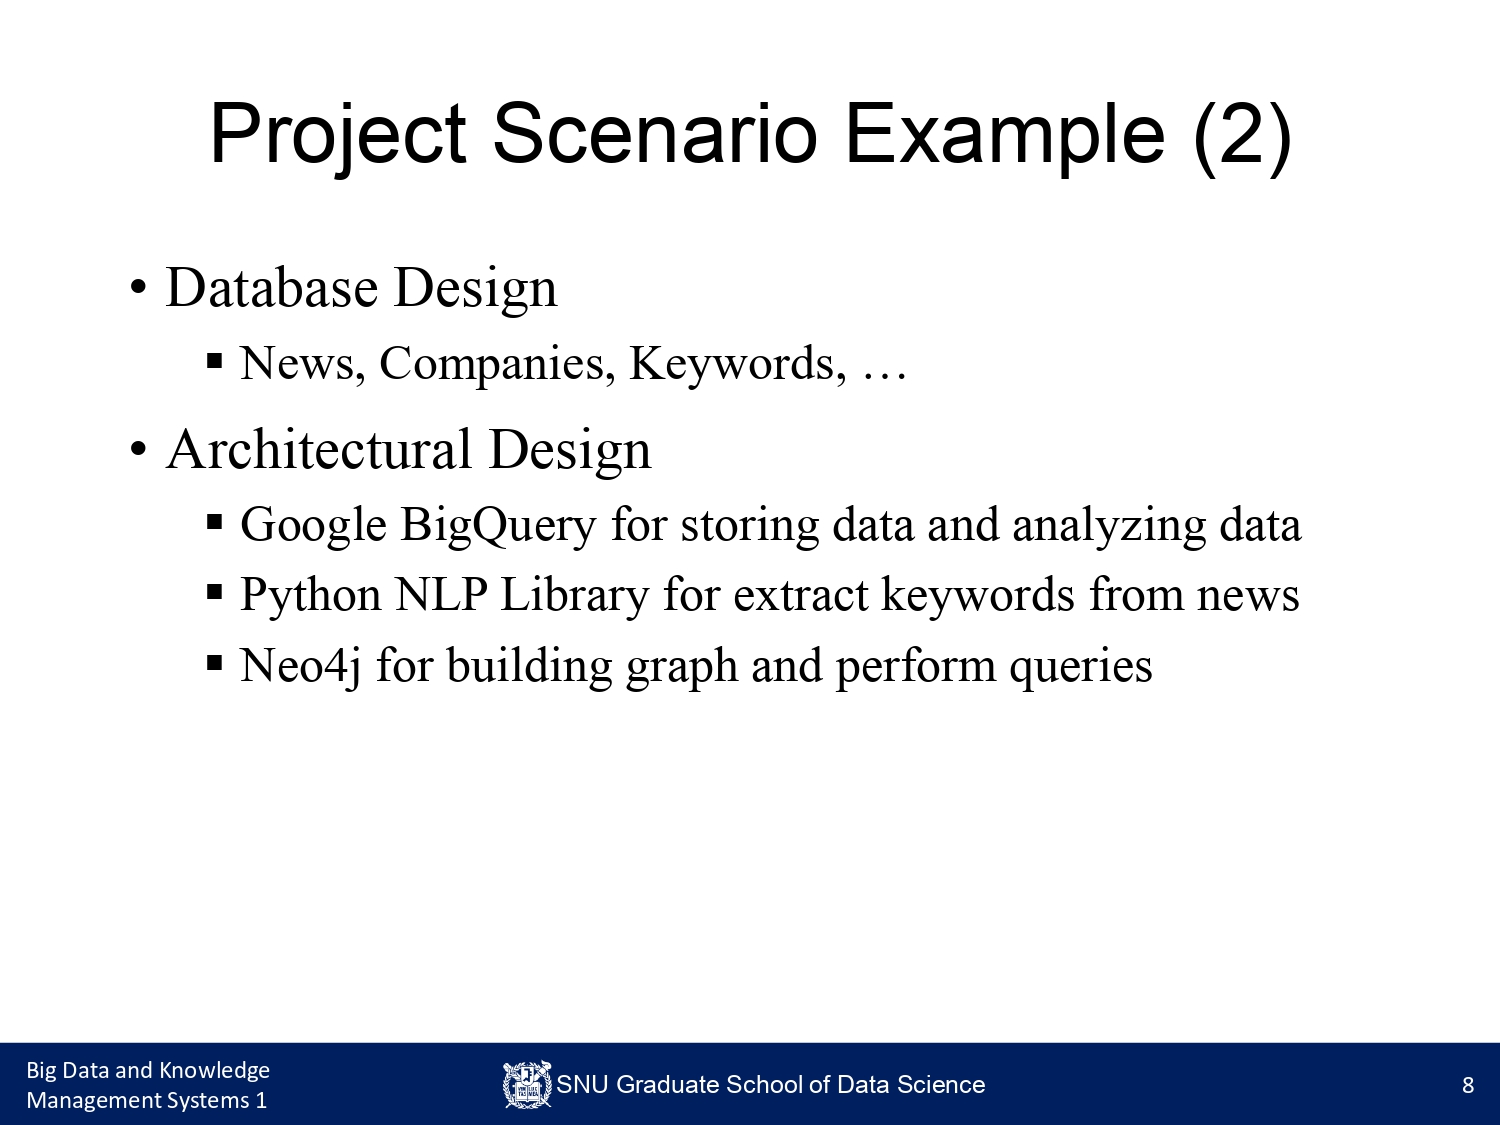 Project Scenario Example (2)
• Database Design
▪ News, Companies, Keywords, …
• Architectural Design
▪ Google BigQuery for storing data and analyzing data
▪ Python NLP Library for extract keywords from news
▪ Neo4j for building graph and perform queries
Big Data and Knowledge
Management Systems 1
SNU Graduate School of Data Science
8